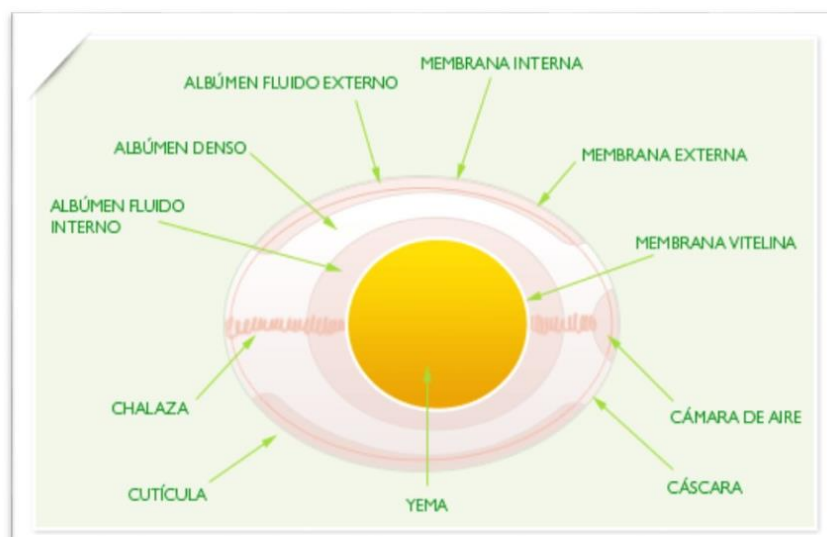 MEMBRANA INTERNA
ALBÚMEN FLUIDO EXTERNO
ALBÚMEN DENSO
MEMBRANA EXTERNA
ALBÚMEN FLUIDO
INTERNO
MEMBRANA VITELINA
CHALAZA
CÁMARA DE AIRE
CUTÍCULA
YEMA
CÁSCARA